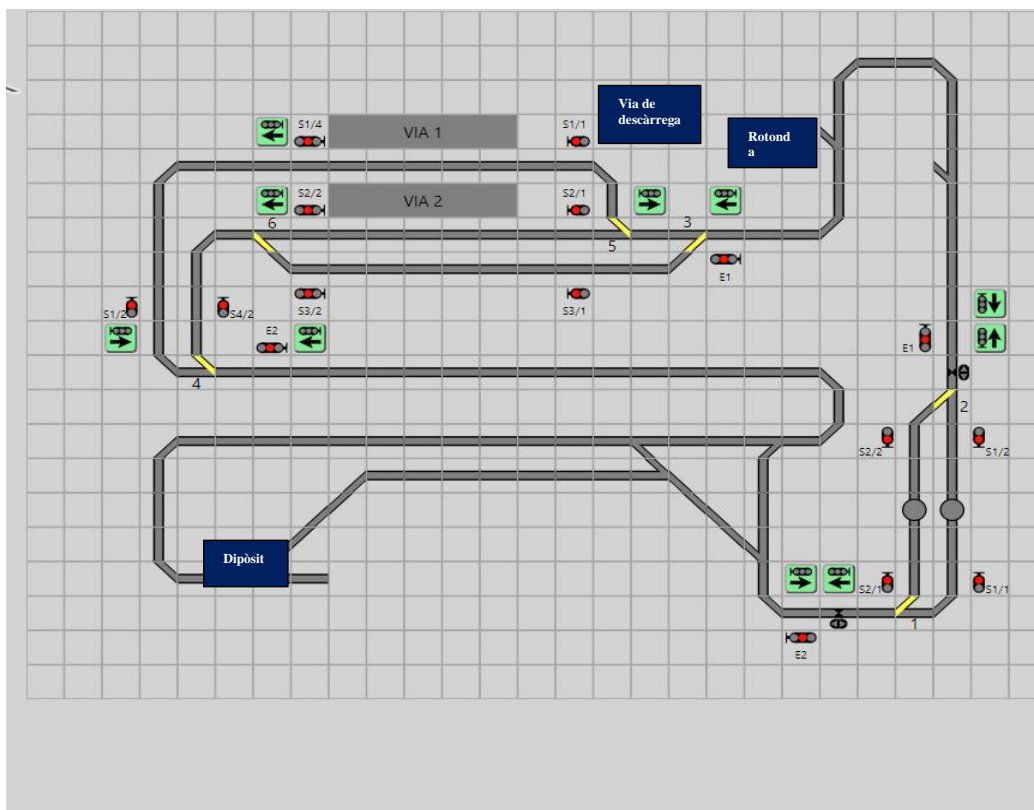 Via de
descàrrega
Rotond
a
S1/4
VIA 1
S1/1
S2/2
VIA 2
S2/1
6
5
3
E1
S1/2
S4/2
E2
S3/2
S3/1
E1
4
2
S2/2
S1/2
Dipòsit
S2/1
S1/1
1
E2